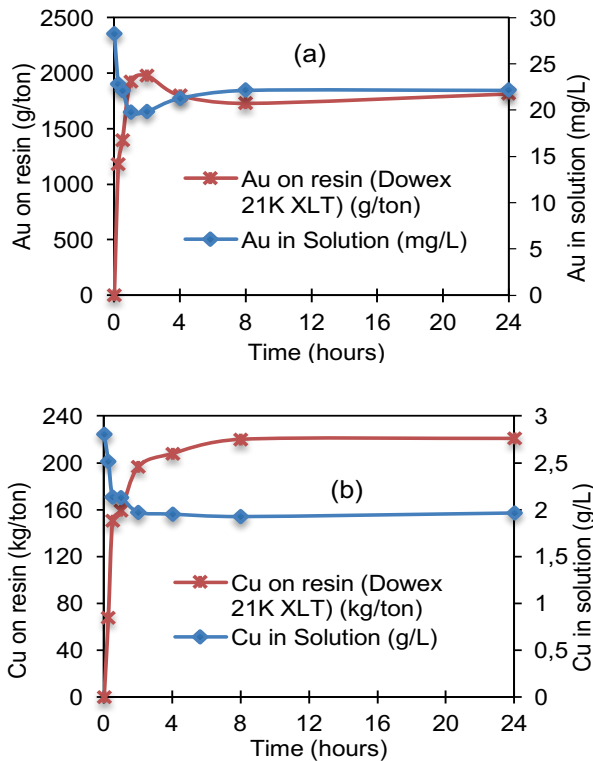 (a)
Au on resin (g/ton)
2500
2000
1500
1000
500
0
30
25
20
15
10
5
0
Au in solution (mg/L)
Au on resin (Dowex
21K XLT) (g/ton)
Au in Solution (mg/L)
0 4 8 12 16 20 24
Time (hours)
(b)
Cu on resin (kg/ton)
240
200
160
120
80
40
0
3
2,5
2
1,5
1
0,5
0
Cu in solution (g/L)
Cu on resin (Dowex
21K XLT) (kg/ton)
Cu in Solution (g/L)
0 4 8 12 16 20 24
Time (hours)